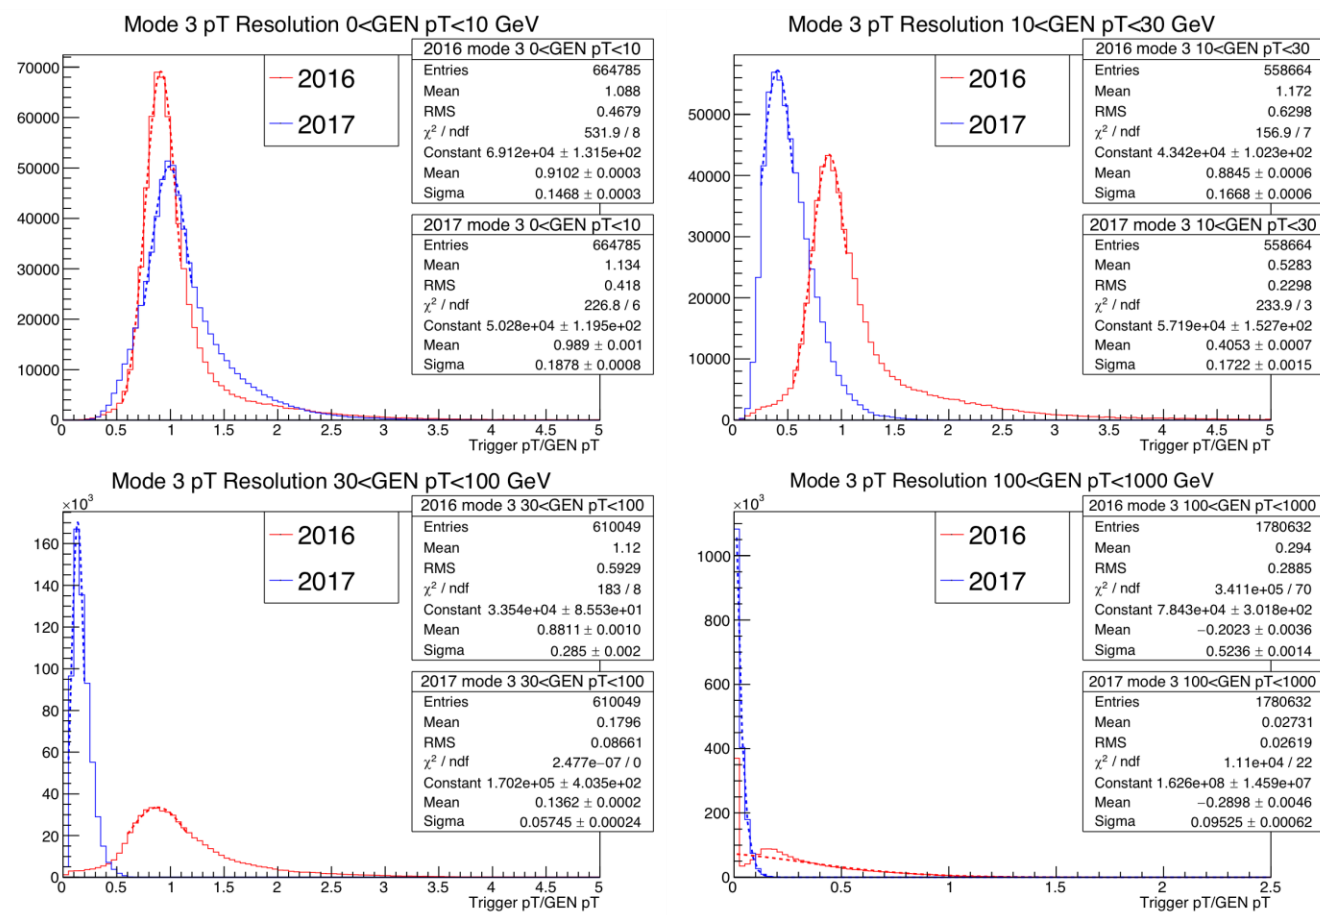 Mode 3 pT Resolution 0<GEN pT<10 GeV
2016 mode 3 0<GEN pT<10
Entries 664785
Mean 1.088
RMS 0.4679
χ² / ndf 531.9 / 8
Constant 6.912e+04 ± 1.315e+02
Mean 0.9102 ± 0.0003
Sigma 0.1468 ± 0.0003
2017 mode 3 0<GEN pT<10
Entries 664785
Mean 1.134
RMS 0.418
χ² / ndf 226.8 / 6
Constant 5.028e+04 ± 1.195e+02
Mean 0.989 ± 0.001
Sigma 0.1878 ± 0.0008
2016
2017
70000
60000
50000
40000
30000
20000
10000
0
0 0.5 1 1.5 2 2.5 3 3.5 4 4.5 5
Trigger pT/GEN pT
Mode 3 pT Resolution 10<GEN pT<30 GeV
2016 mode 3 10<GEN pT<30
Entries 558664
Mean 1.172
RMS 0.6298
χ² / ndf 156.9 / 7
Constant 4.342e+04 ± 1.023e+02
Mean 0.8845 ± 0.0006
Sigma 0.1668 ± 0.0006
2017 mode 3 10<GEN pT<30
Entries 558664
Mean 0.5283
RMS 0.2298
χ² / ndf 233.9 / 3
Constant 5.719e+04 ± 1.527e+02
Mean 0.4053 ± 0.0007
Sigma 0.1722 ± 0.0015
2016
2017
50000
40000
30000
20000
10000
0
0 0.5 1 1.5 2 2.5 3 3.5 4 4.5 5
Trigger pT/GEN pT
Mode 3 pT Resolution 30<GEN pT<100 GeV
×10³
2016 mode 3 30<GEN pT<100
Entries 610049
Mean 1.12
RMS 0.5929
χ² / ndf 183 / 8
Constant 3.354e+04 ± 8.553e+01
Mean 0.8811 ± 0.0010
Sigma 0.285 ± 0.002
2017 mode 3 30<GEN pT<100
Entries 610049
Mean 0.1796
RMS 0.08661
χ² / ndf 2.477e−07 / 0
Constant 1.702e+05 ± 4.035e+02
Mean 0.1362 ± 0.0002
Sigma 0.05745 ± 0.00024
2016
2017
160
140
120
100
80
60
40
20
0
0 0.5 1 1.5 2 2.5 3 3.5 4 4.5 5
Trigger pT/GEN pT
Mode 3 pT Resolution 100<GEN pT<1000 GeV
×10³
2016 mode 3 100<GEN pT<1000
Entries 1780632
Mean 0.294
RMS 0.2885
χ² / ndf 3.411e+05 / 70
Constant 7.843e+04 ± 3.018e+02
Mean −0.2023 ± 0.0036
Sigma 0.5236 ± 0.0014
2017 mode 3 100<GEN pT<1000
Entries 1780632
Mean 0.02731
RMS 0.02619
χ² / ndf 1.11e+04 / 22
Constant 1.626e+08 ± 1.459e+07
Mean −0.2898 ± 0.0046
Sigma 0.09525 ± 0.00062
2016
2017
1000
800
600
400
200
0
0 0.5 1 1.5 2 2.5
Trigger pT/GEN pT